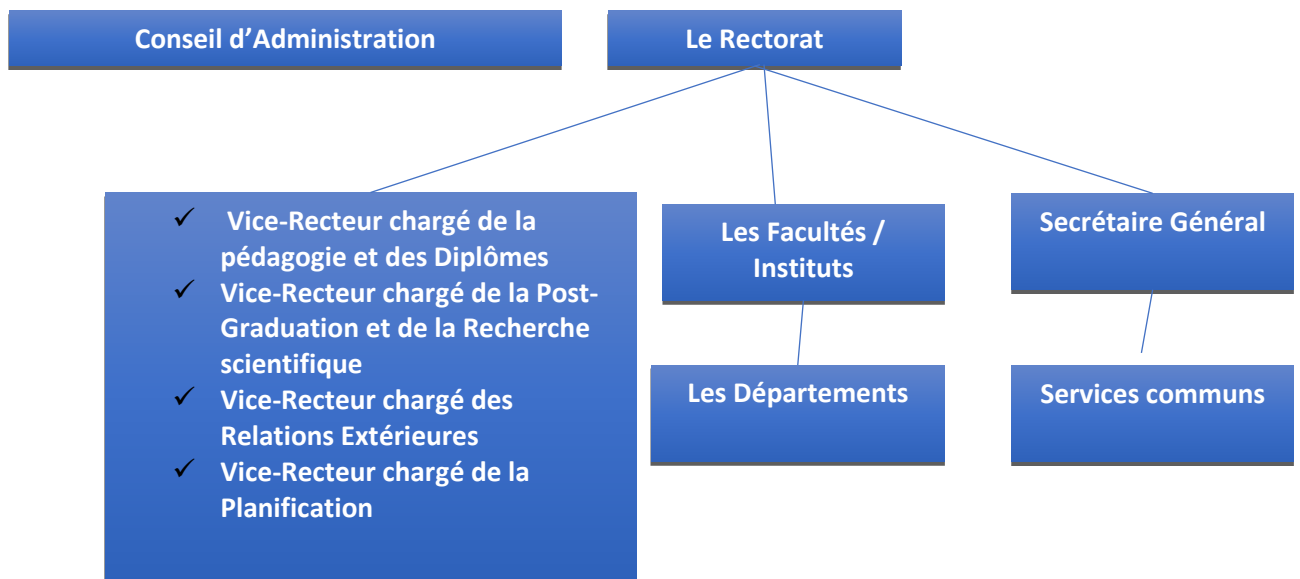 Conseil d’Administration
Le Rectorat
✓ Vice-Recteur chargé de la
pédagogie et des Diplômes
✓ Vice-Recteur chargé de la Post-
Graduation et de la Recherche
scientifique
✓ Vice-Recteur chargé des
Relations Extérieures
✓ Vice-Recteur chargé de la
Planification
Les Facultés /
Instituts
Secrétaire Général
Les Départements
Services communs